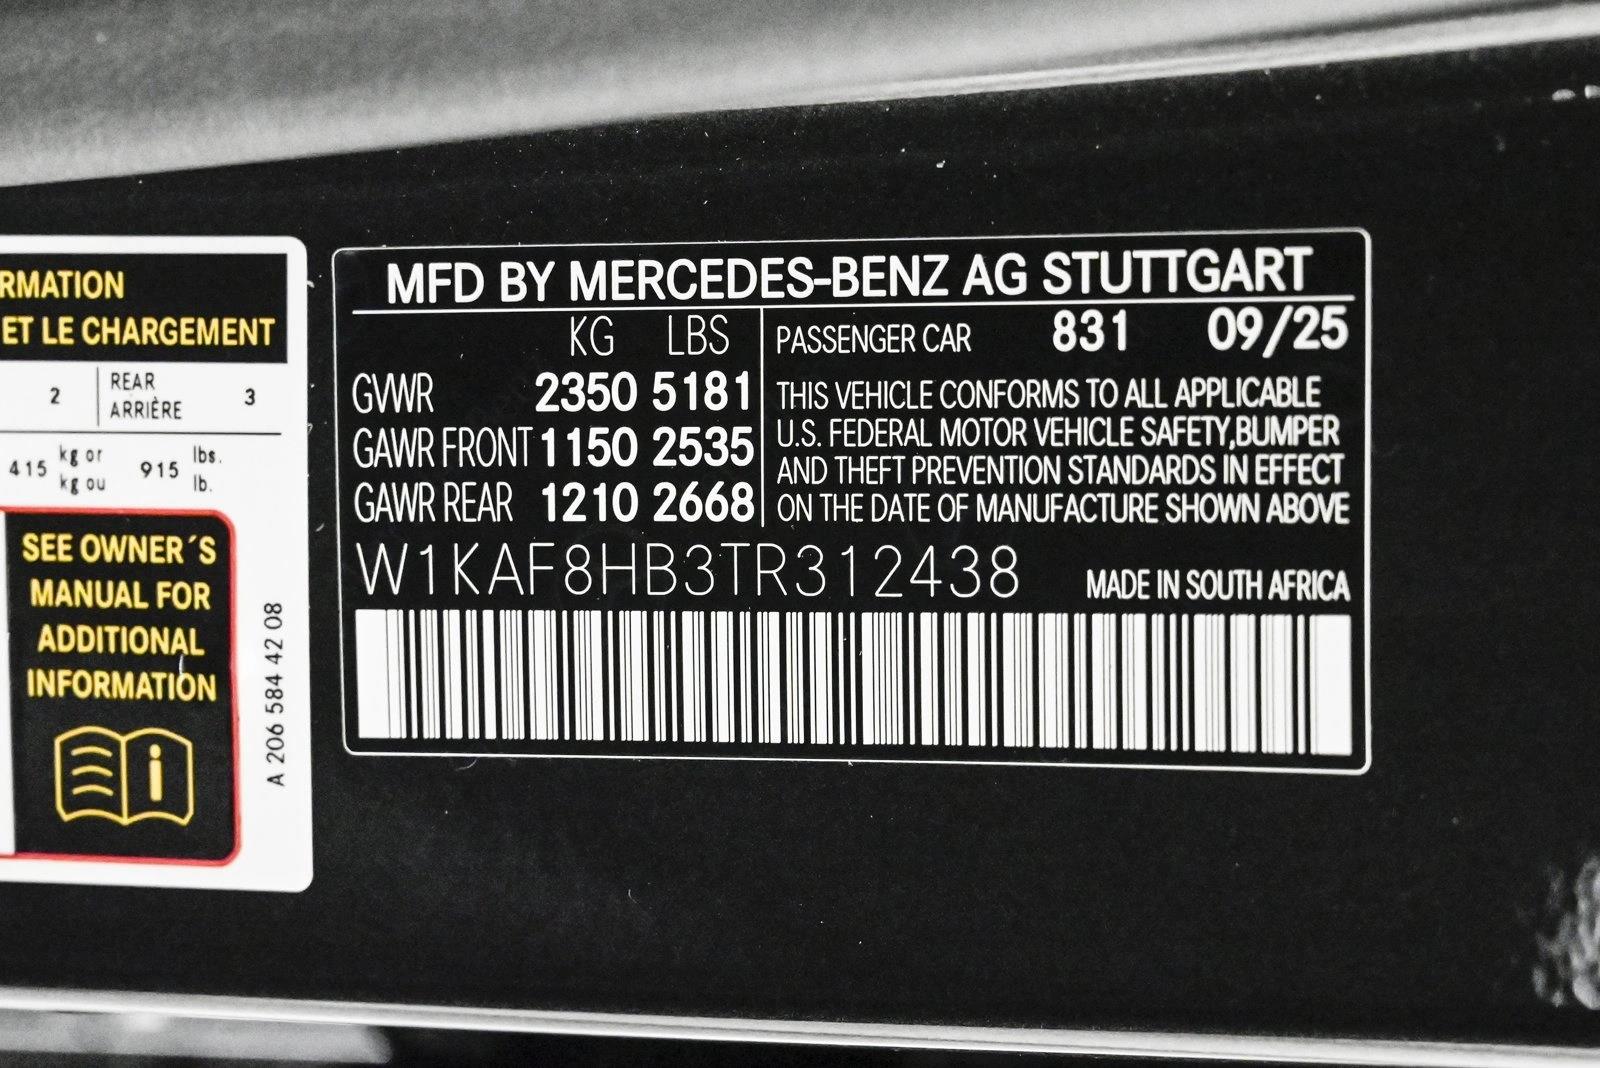 RMATION
ET LE CHARGEMENT
2 REAR ARRIÈRE 3
415 kg or kg ou 915 lbs. lb.
SEE OWNER´S
MANUAL FOR
ADDITIONAL
INFORMATION
i
A 206 584 42 08
MFD BY MERCEDES-BENZ AG STUTTGART
KG LBS
GVWR 2350 5181
GAWR FRONT 1150 2535
GAWR REAR 1210 2668
PASSENGER CAR 831 09/25
THIS VEHICLE CONFORMS TO ALL APPLICABLE
U.S. FEDERAL MOTOR VEHICLE SAFETY,BUMPER
AND THEFT PREVENTION STANDARDS IN EFFECT
ON THE DATE OF MANUFACTURE SHOWN ABOVE
W1KAF8HB3TR312438 MADE IN SOUTH AFRICA